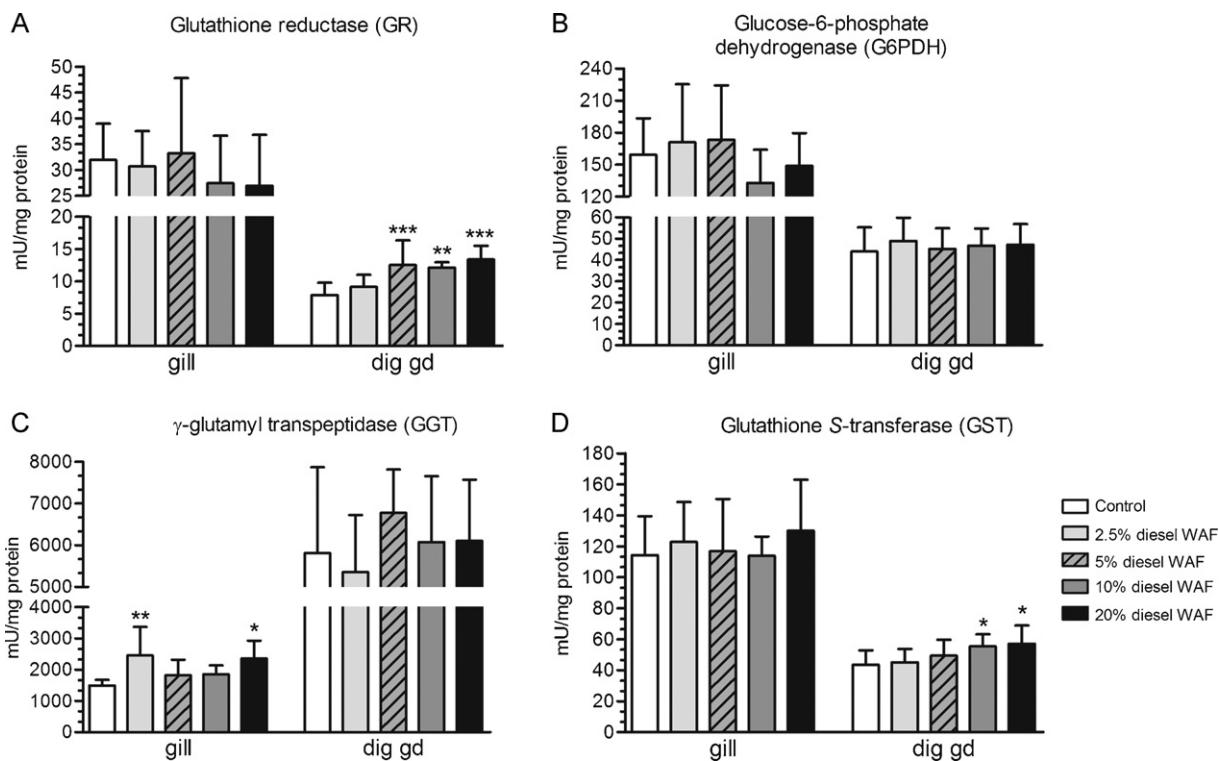 A
Glutathione reductase (GR)
mU/mg protein
50
45
40
35
30
25
20
15
10
5
0
***
**
***
gill
dig gd
B
Glucose-6-phosphate
dehydrogenase (G6PDH)
mU/mg protein
240
210
180
150
120
60
50
40
30
20
10
0
gill
dig gd
C
γ-glutamyl transpeptidase (GGT)
mU/mg protein
8000
7000
6000
5000
4000
3000
2000
1000
0
**
*
gill
dig gd
D
Glutathione S-transferase (GST)
mU/mg protein
180
160
140
120
100
80
60
40
20
0
*
*
gill
dig gd
Control
2.5% diesel WAF
5% diesel WAF
10% diesel WAF
20% diesel WAF